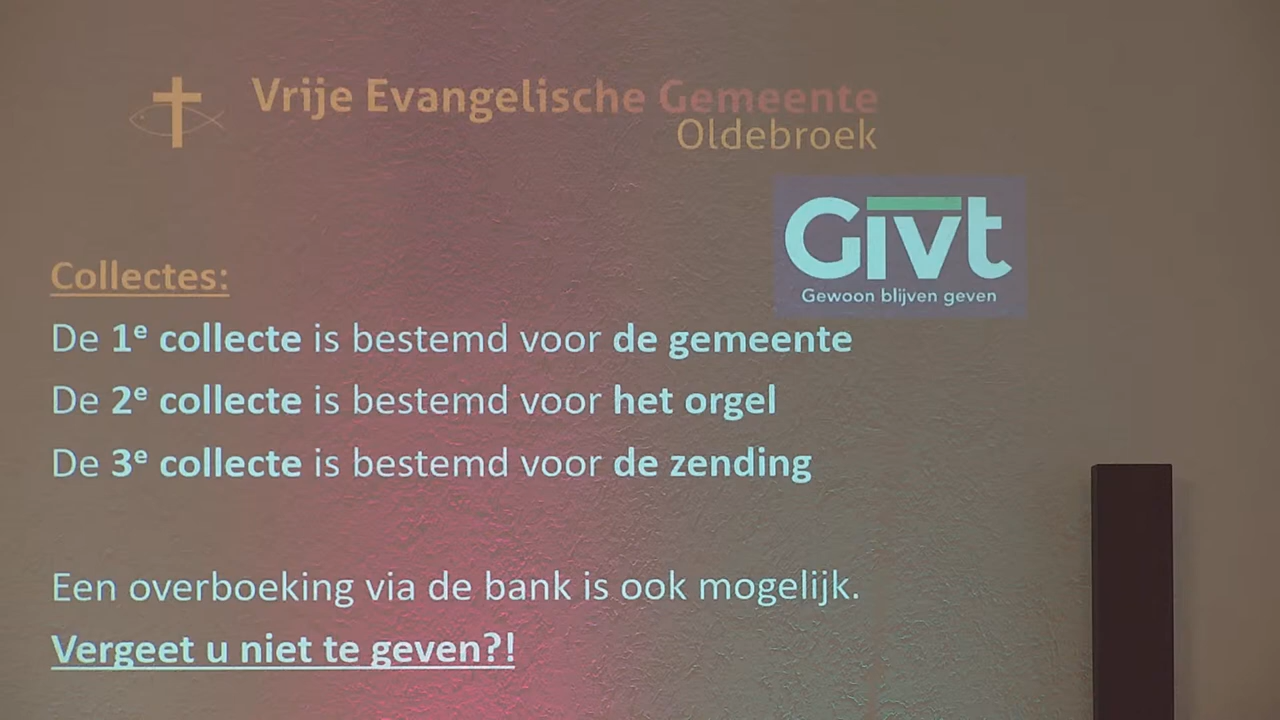 Vrije Evangelische Gemeente
Oldebroek
Givt
Gewoon blijven geven
Collectes:
De 1e collecte is bestemd voor de gemeente
De 2e collecte is bestemd voor het orgel
De 3e collecte is bestemd voor de zending
Een overboeking via de bank is ook mogelijk.
Vergeet u niet te geven?!